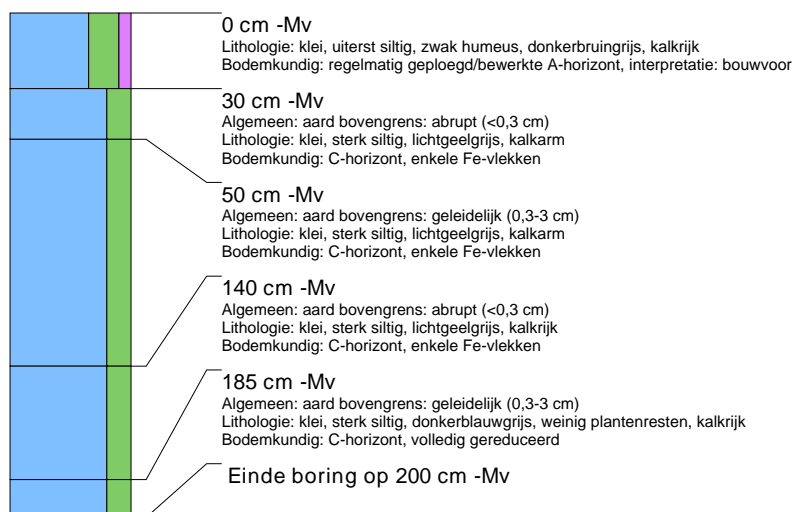 0 cm -Mv
Lithologie: klei, uiterst siltig, zwak humeus, donkerbruingrijs, kalkrijk
Bodemkundig: regelmatig geploegd/bewerkte A-horizont, interpretatie: bouwvoor
30 cm -Mv
Algemeen: aard bovengrens: abrupt (<0,3 cm)
Lithologie: klei, sterk siltig, lichtgeelgrijs, kalkarm
Bodemkundig: C-horizont, enkele Fe-vlekken
50 cm -Mv
Algemeen: aard bovengrens: geleidelijk (0,3-3 cm)
Lithologie: klei, sterk siltig, lichtgeelgrijs, kalkarm
Bodemkundig: C-horizont, enkele Fe-vlekken
140 cm -Mv
Algemeen: aard bovengrens: abrupt (<0,3 cm)
Lithologie: klei, sterk siltig, lichtgeelgrijs, kalkrijk
Bodemkundig: C-horizont, enkele Fe-vlekken
185 cm -Mv
Algemeen: aard bovengrens: geleidelijk (0,3-3 cm)
Lithologie: klei, sterk siltig, donkerblauwgrijs, weinig plantenresten, kalkrijk
Bodemkundig: C-horizont, volledig gereduceerd
Einde boring op 200 cm -Mv